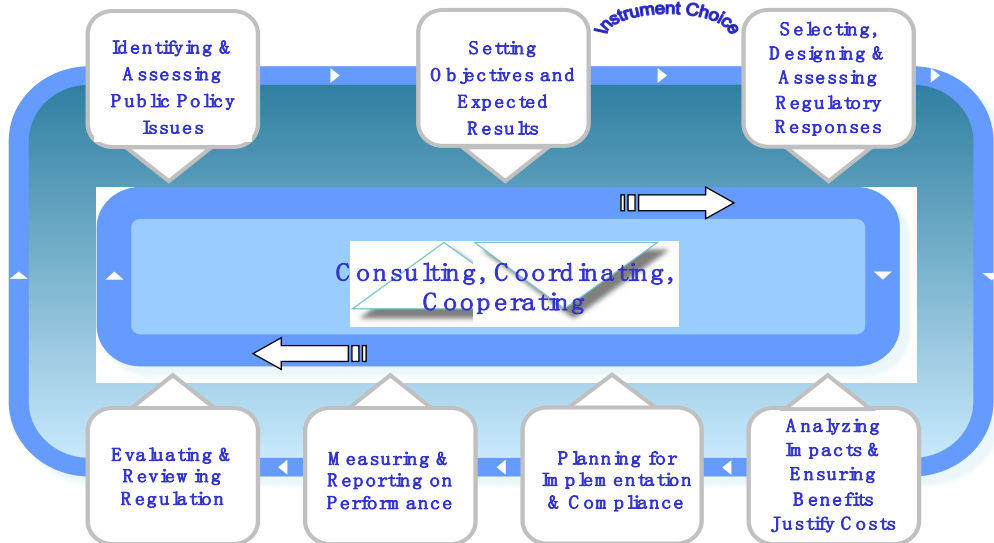 Identifying &
Assessing
Public Policy
Issues
Setting
Objectives and
Expected
Results
Instrument Choice
Selecting,
Designing &
Assessing
Regulatory
Responses
Consulting, Coordinating,
Cooperating
Evaluating &
Reviewing
Regulation
Measuring &
Reporting on
Performance
Planning for
Implementation
& Compliance
Analyzing
Impacts &
Ensuring
Benefits
Justify Costs